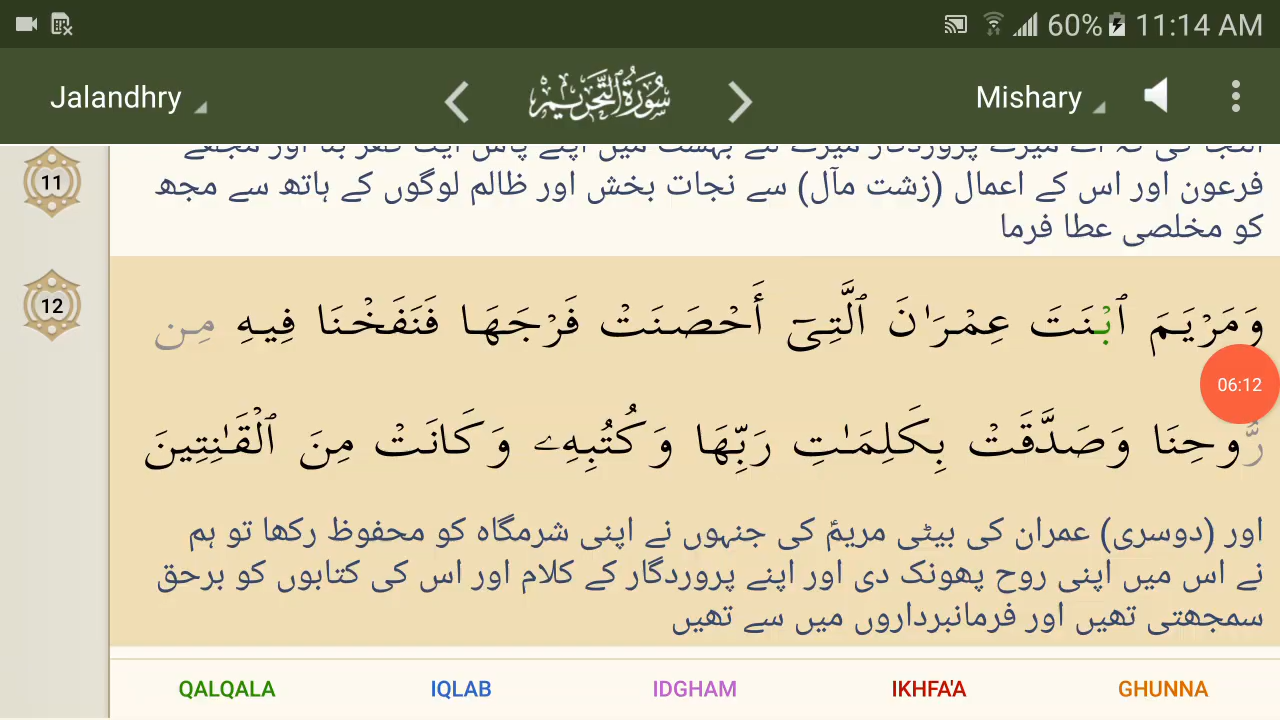 60% 11:14 AM
Jalandhry سُورَةُ التَّحْرِيم Mishary
11
فرعون اور اس کے اعمال (زشت مآل) سے نجات بخش اور ظالم لوگوں کے ہاتھ سے مجھ
کو مخلصی عطا فرما
12
وَمَرْيَمَ ٱبْنَتَ عِمْرَٰنَ ٱلَّتِىٓ أَحْصَنَتْ فَرْجَهَا فَنَفَخْنَا فِيهِ مِن
06:12
رُّوحِنَا وَصَدَّقَتْ بِكَلِمَـٰتِ رَبِّهَا وَكُتُبِهِۦ وَكَانَتْ مِنَ ٱلْقَـٰنِتِينَ
اور (دوسری) عمران کی بیٹی مریمؑ کی جنہوں نے اپنی شرمگاہ کو محفوظ رکھا تو ہم
نے اس میں اپنی روح پھونک دی اور اپنے پروردگار کے کلام اور اس کی کتابوں کو برحق
سمجھتی تھیں اور فرمانبرداروں میں سے تھیں
QALQALA IQLAB IDGHAM IKHFA'A GHUNNA